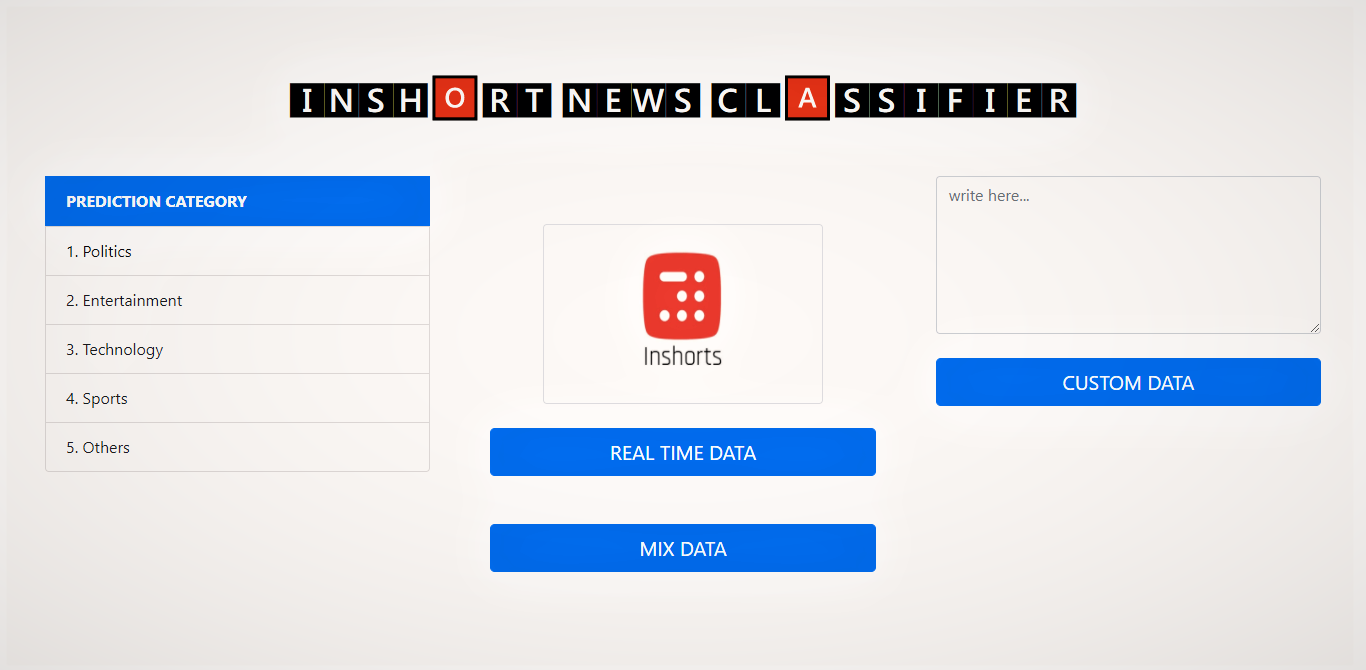 INSHORT NEWS CLASSIFIER
PREDICTION CATEGORY
1. Politics
2. Entertainment
3. Technology
4. Sports
5. Others
Inshorts
REAL TIME DATA
MIX DATA
write here...
CUSTOM DATA